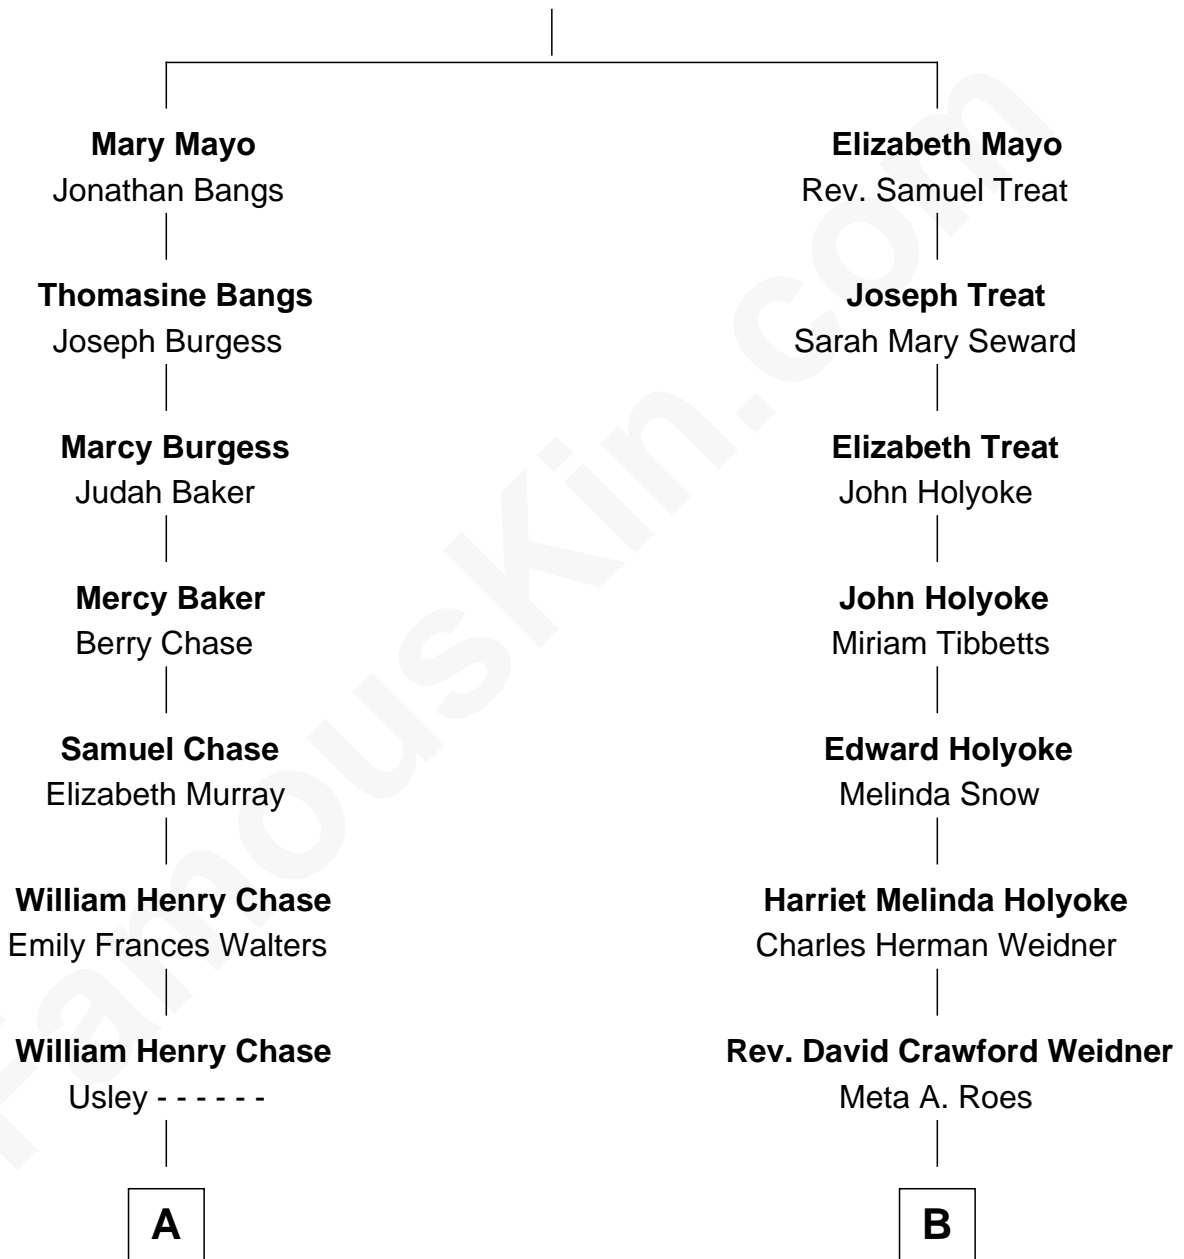 Mary Mayo
Jonathan Bangs
Thomasine Bangs
Joseph Burgess
Marcy Burgess
Judah Baker
Mercy Baker
Berry Chase
Samuel Chase
Elizabeth Murray
William Henry Chase
Emily Frances Walters
William Henry Chase
Usley - - - - - -
A
Elizabeth Mayo
Rev. Samuel Treat
Joseph Treat
Sarah Mary Seward
Elizabeth Treat
John Holyoke
John Holyoke
Miriam Tibbetts
Edward Holyoke
Melinda Snow
Harriet Melinda Holyoke
Charles Herman Weidner
Rev. David Crawford Weidner
Meta A. Roes
B
FamousKin.com